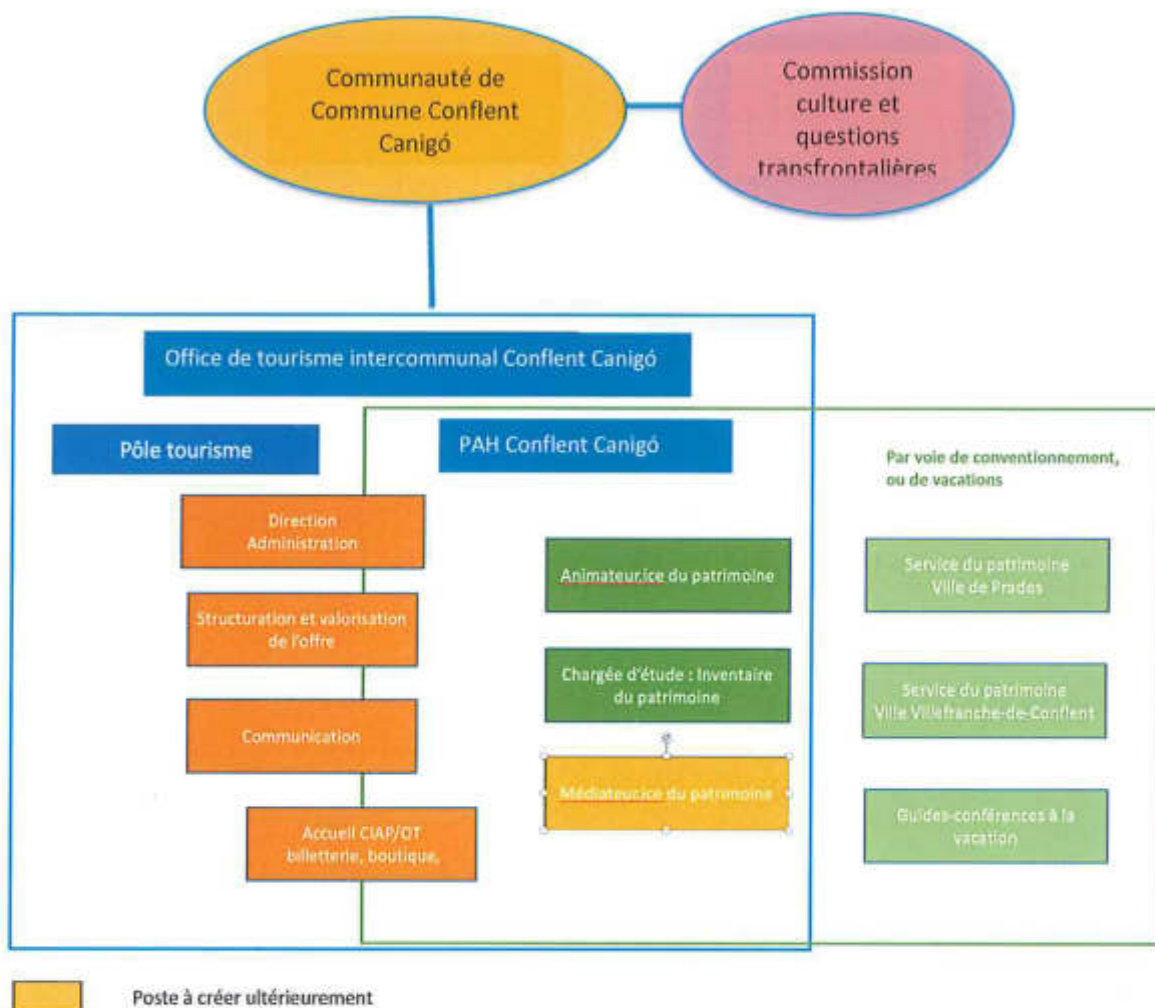 Communauté de
Commune Conflent
Canigó
Commission
culture et
questions
transfrontalières
Office de tourisme intercommunal Conflent Canigó
Pôle tourisme
PAH Conflent Canigó
Par voie de conventionnement,
ou de vacations
Direction
Administration
Structuration et valorisation
de l'offre
Communication
Accueil CIAP/OT
billetterie, boutique,
Animateur.ice du patrimoine
Chargée d'étude : Inventaire
du patrimoine
Médiateur.ice du patrimoine
Service du patrimoine
Ville de Prades
Service du patrimoine
Ville Villefranche-de-Conflent
Guides-conférences à la
vacation
Poste à créer ultérieurement